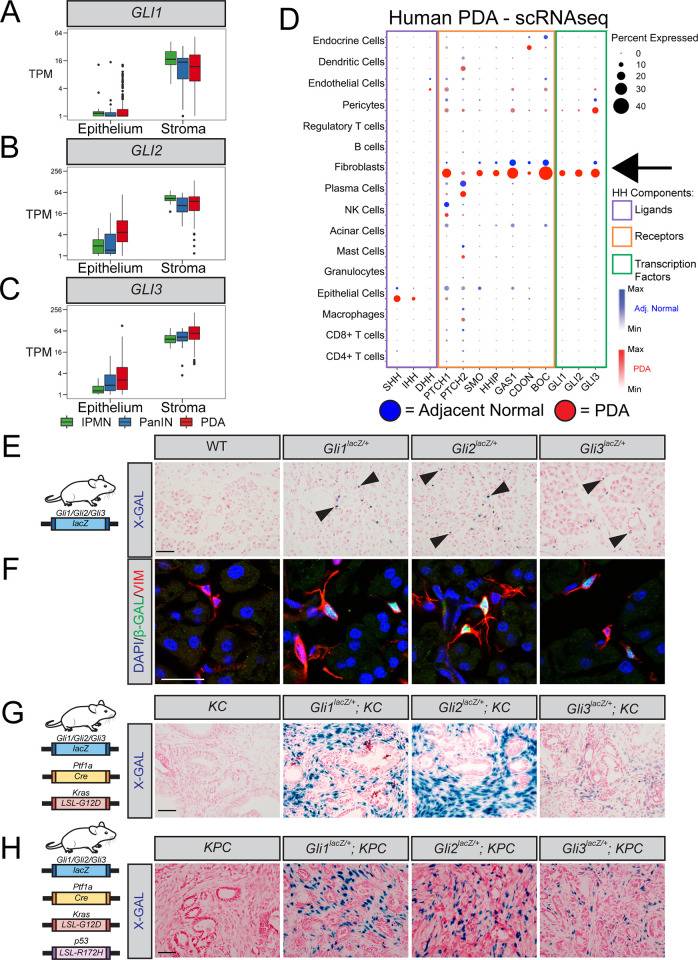 A
GLI1
64
16
TPM
4
1
Epithelium Stroma
B
GLI2
256
64
TPM
16
4
1
Epithelium Stroma
C
GLI3
256
64
TPM
16
4
1
Epithelium Stroma
IPMN PanIN PDA
D
Human PDA - scRNAseq
Endocrine Cells
Dendritic Cells
Endothelial Cells
Pericytes
Regulatory T cells
B cells
Fibroblasts
Plasma Cells
NK Cells
Acinar Cells
Mast Cells
Granulocytes
Epithelial Cells
Macrophages
CD8+ T cells
CD4+ T cells
SHH
IHH
DHH
PTCH1
PTCH2
SMO
HHIP
GAS1
CDON
BOC
GLI1
GLI2
GLI3
Percent Expressed
0
10
20
30
40
HH Components:
Ligands
Receptors
Transcription
Factors
Max
Adj. Normal
Min
Max
PDA
Min
= Adjacent Normal = PDA
E
Gli1/Gli2/Gli3
lacZ
X-GAL
WT
Gli1lacZ/+
Gli2lacZ/+
Gli3lacZ/+
F
DAPI/β-GAL/VIM
G
Gli1/Gli2/Gli3
lacZ
Ptf1a
Cre
Kras
LSL-G12D
X-GAL
KC
Gli1lacZ/+; KC
Gli2lacZ/+; KC
Gli3lacZ/+; KC
H
Gli1/Gli2/Gli3
lacZ
Ptf1a
Cre
Kras
LSL-G12D
p53
LSL-R172H
X-GAL
KPC
Gli1lacZ/+; KPC
Gli2lacZ/+; KPC
Gli3lacZ/+; KPC